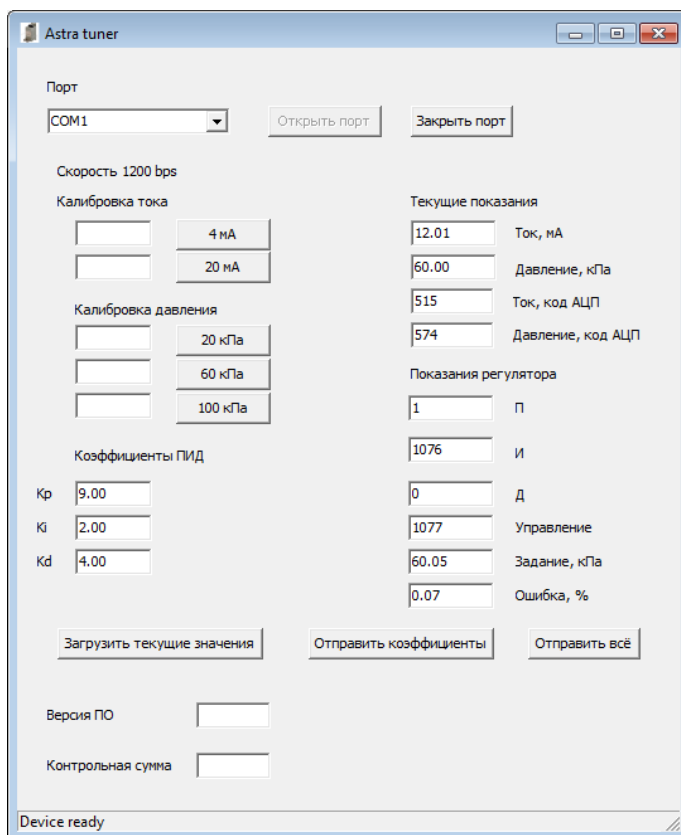 Astra tuner
Порт
COM1 Открыть порт Закрыть порт
Скорость 1200 bps
Калибровка тока Текущие показания
4 мА 12.01 Ток, мА
20 мА 60.00 Давление, кПа
Калибровка давления 515 Ток, код АЦП
20 кПа 574 Давление, код АЦП
60 кПа Показания регулятора
100 кПа 1 П
Коэффициенты ПИД 1076 И
Kp 9.00 0 Д
Ki 2.00 1077 Управление
Kd 4.00 60.05 Задание, кПа
0.07 Ошибка, %
Загрузить текущие значения Отправить коэффициенты Отправить всё
Версия ПО
Контрольная сумма
Device ready